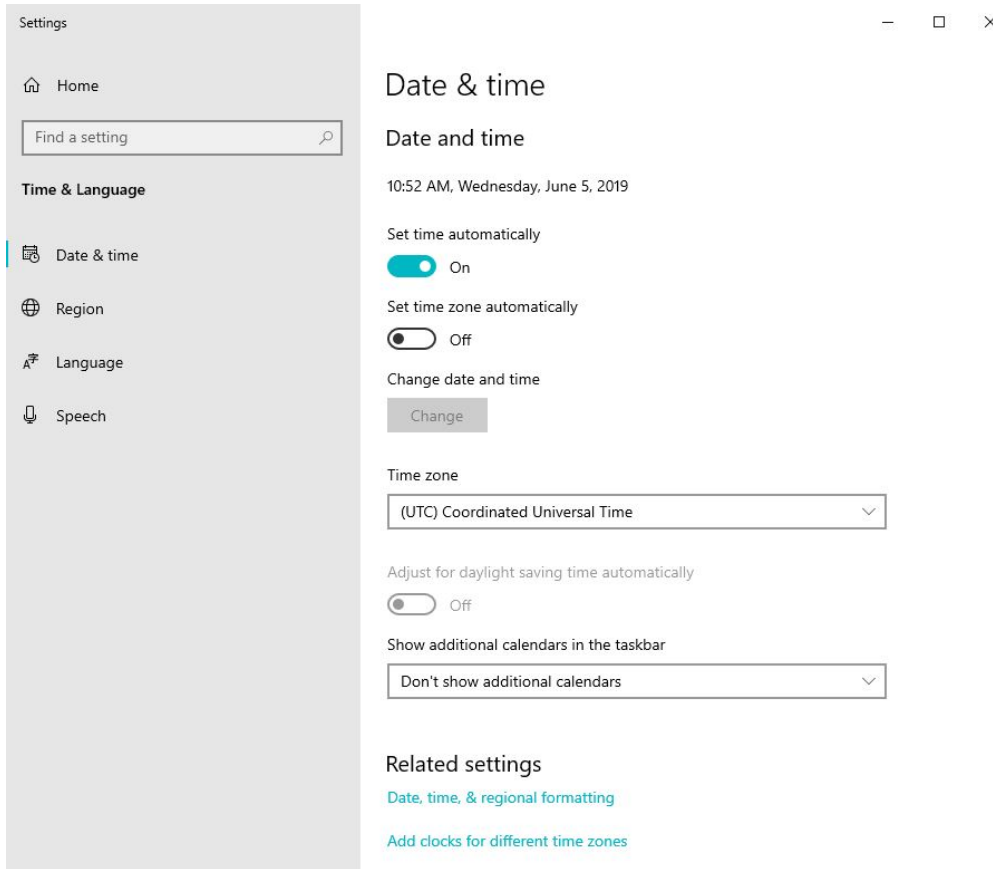 Settings
Home
Find a setting
Time & Language
Date & time
Region
Language
Speech
Date & time
Date and time
10:52 AM, Wednesday, June 5, 2019
Set time automatically
On
Set time zone automatically
Off
Change date and time
Change
Time zone
(UTC) Coordinated Universal Time
Adjust for daylight saving time automatically
Off
Show additional calendars in the taskbar
Don't show additional calendars
Related settings
Date, time, & regional formatting
Add clocks for different time zones